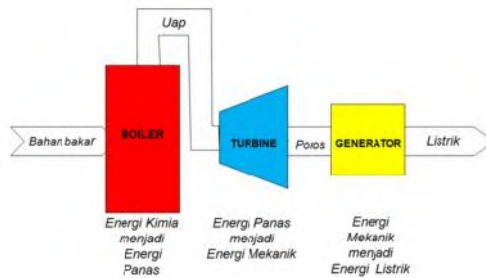 Uap
Bahan bakar
BOILER
TURBINE
Poros
GENERATOR
Listrik
Energi Kimia
menjadi
Energi
Panas
Energi Panas
menjadi
Energi Mekanik
Energi
Mekanik
menjadi
Energi Listrik